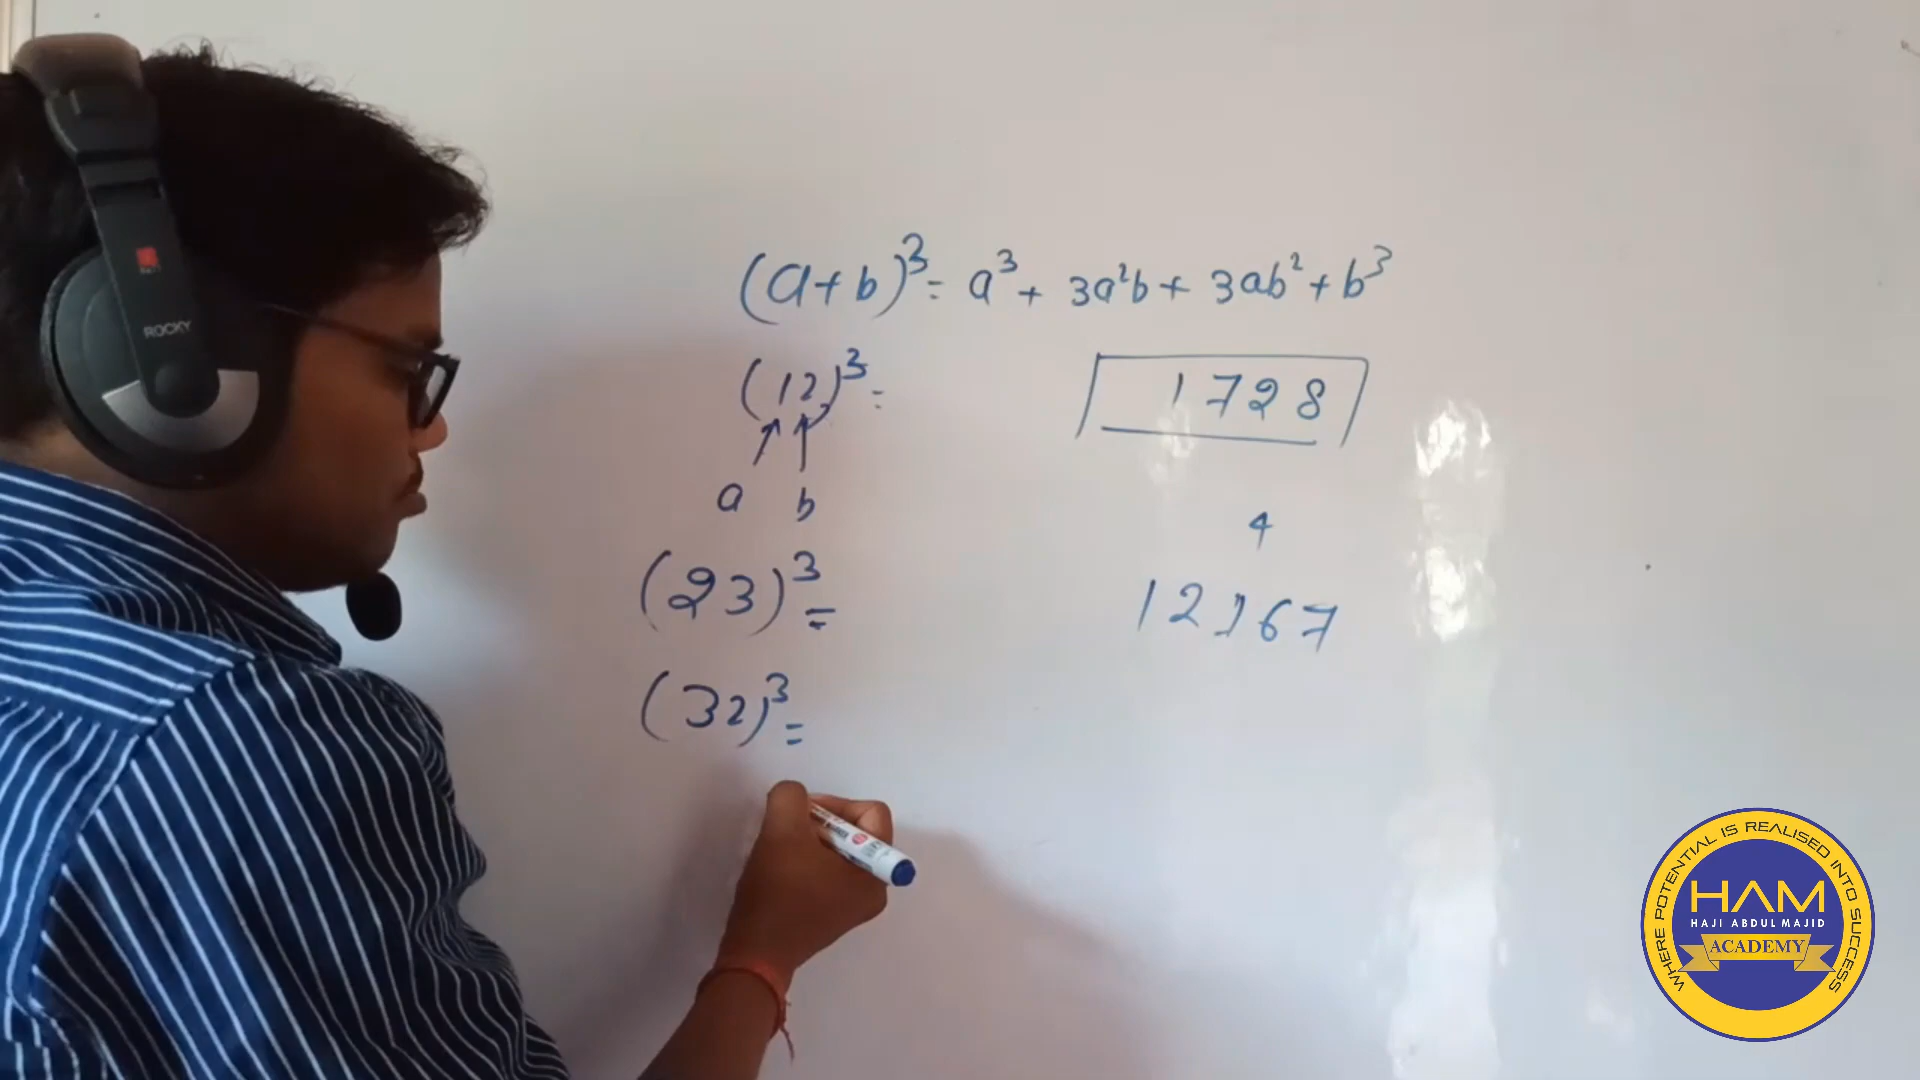 (a+b)³= a³+ 3a²b+ 3ab²+b³
(12)³=
1728
a b
4
(23)³=
12167
(32)³=
ROCKY
WHERE POTENTIAL IS REALISED INTO SUCCESS
HAM
HAJI ABDUL MAJID
ACADEMY